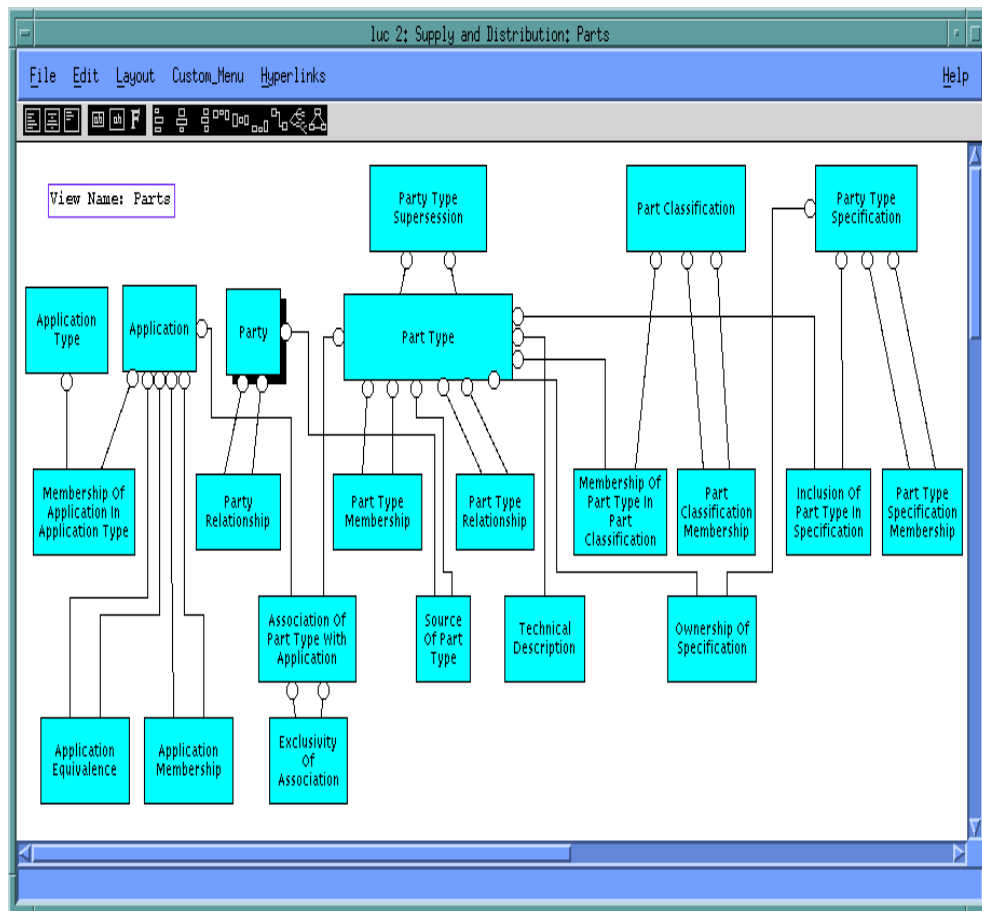 luc 2: Supply and Distribution: Parts
File Edit Layout Custom_Menu Hyperlinks Help
View Name: Parts
Party Type
Supersession
Part Classification
Party Type
Specification
Application
Type
Application
Party
Part Type
Membership Of
Application In
Application Type
Party
Relationship
Part Type
Membership
Part Type
Relationship
Membership Of
Part Type In
Part
Classification
Part
Classification
Membership
Inclusion Of
Part Type In
Specification
Part Type
Specification
Membership
Association Of
Part Type With
Application
Source
Of Part
Type
Technical
Description
Ownership Of
Specification
Application
Equivalence
Application
Membership
Exclusivity
Of
Association